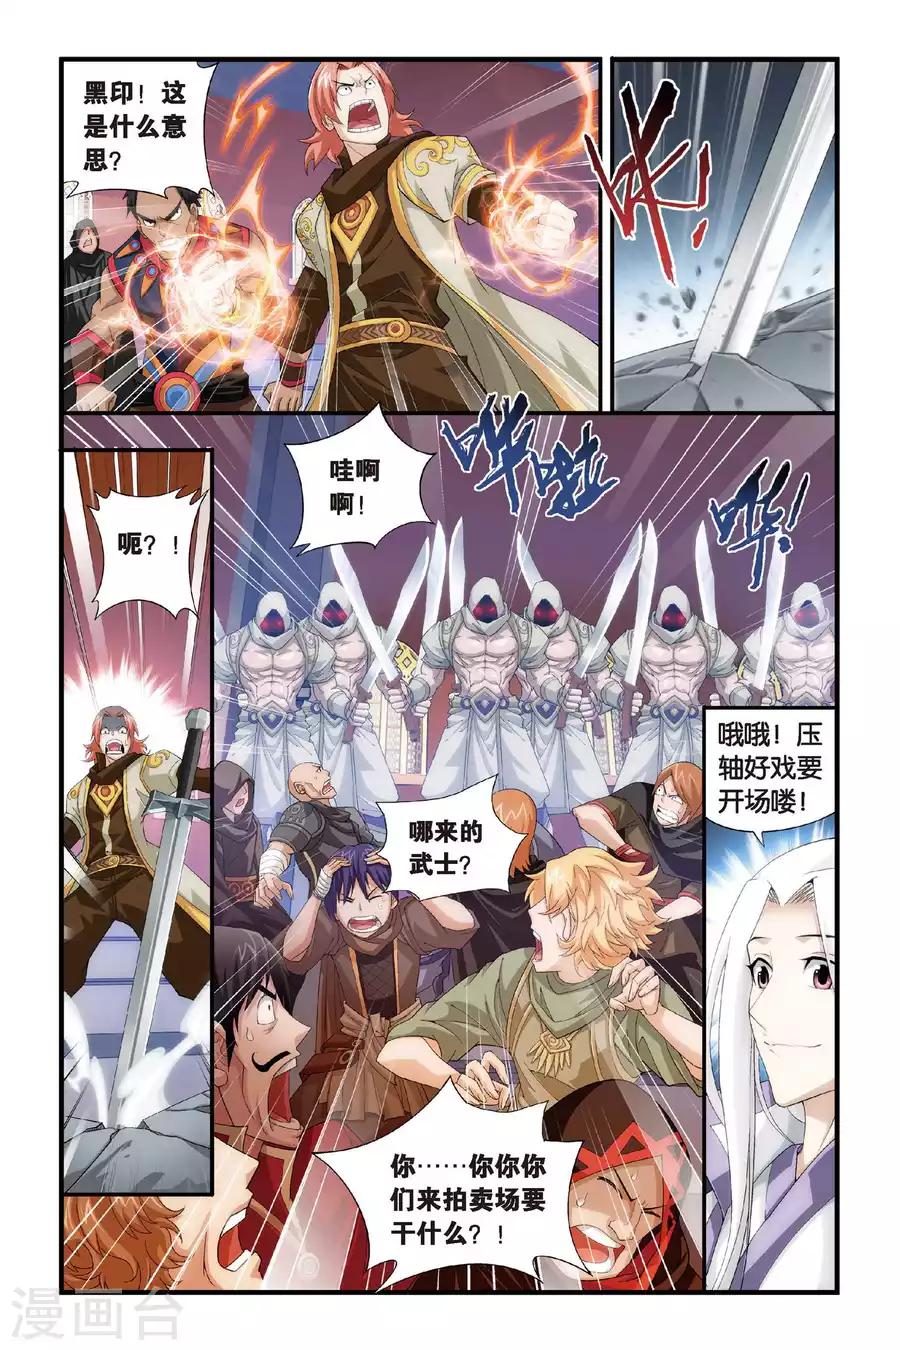 黑印！这
是什么意
思？
咔！
哇啊
啊！
哗
啦
哗！
呃？！
哪来的
武士？
哦哦！压
轴好戏要
开场喽！
你……你你你
们来拍卖场要
干什么？！
漫画台